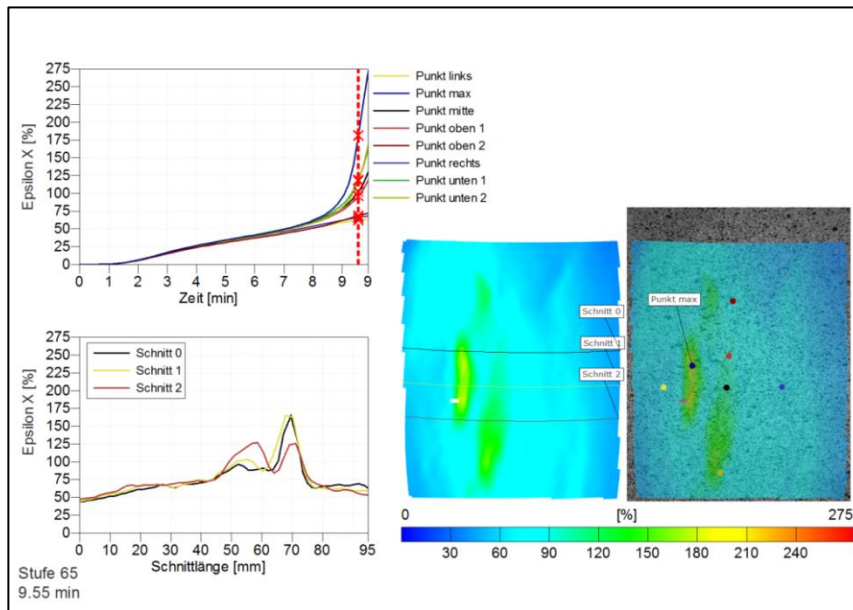 275
250
225
200
175
150
125
100
75
50
25
0
Epsilon X [%]
0 1 2 3 4 5 6 7 8 9 9
Zeit [min]
Punkt links
Punkt max
Punkt mitte
Punkt oben 1
Punkt oben 2
Punkt rechts
Punkt unten 1
Punkt unten 2
275
250
225
200
175
150
125
100
75
50
25
0
Epsilon X [%]
Schnitt 0
Schnitt 1
Schnitt 2
0 10 20 30 40 50 60 70 80 95
Schnittlänge [mm]
Schnitt 0
Schnitt 1
Schnitt 2
Punkt max
0 [%] 275
30 60 90 120 150 180 210 240
Stufe 65
9.55 min